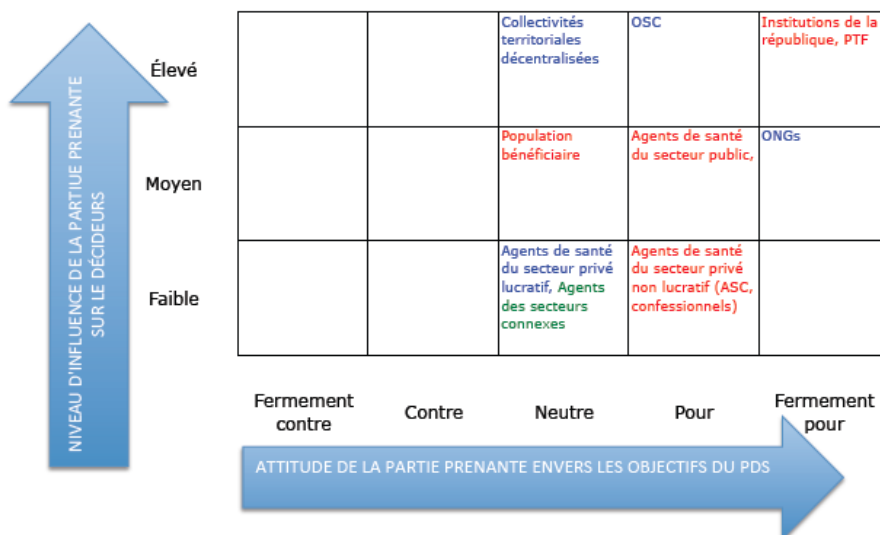 NIVEAU D'INFLUENCE DE LA PARTIUE PRENANTE
SUR LE DÉCIDEURS
Élevé
Collectivités
territoriales
décentralisées
OSC
Institutions de la
république, PTF
Moyen
Population
bénéficiaire
Agents de santé
du secteur public,
ONGs
Faible
Agents de santé
du secteur privé
lucratif, Agents
des secteurs
connexes
Agents de santé
du secteur privé
non lucratif (ASC,
confessionnels)
Fermement
contre
Contre
Neutre
Pour
Fermement
pour
ATTITUDE DE LA PARTIE PRENANTE ENVERS LES OBJECTIFS DU PDS